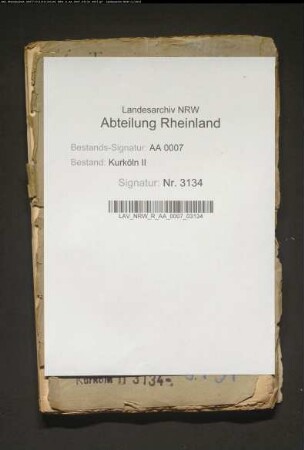 Landesarchiv NRW
Abteilung Rheinland
Bestands-Signatur: AA 0007
Bestand: Kurköln II
Signatur: Nr. 3134
LAV_NRW_R_AA_0007_03134
Kurköln II 3134